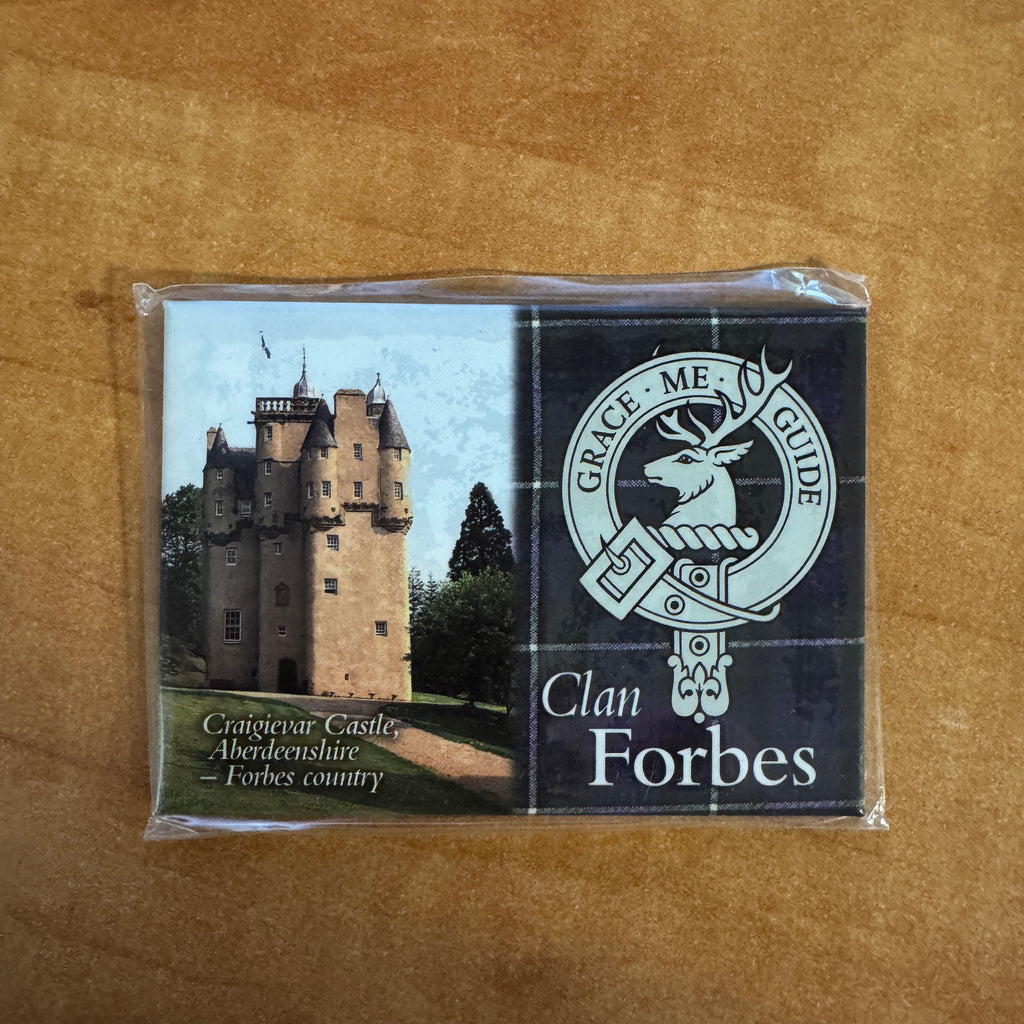 Craigievar Castle,
Aberdeenshire
– Forbes country
GRACE · ME · GUIDE
Clan
Forbes